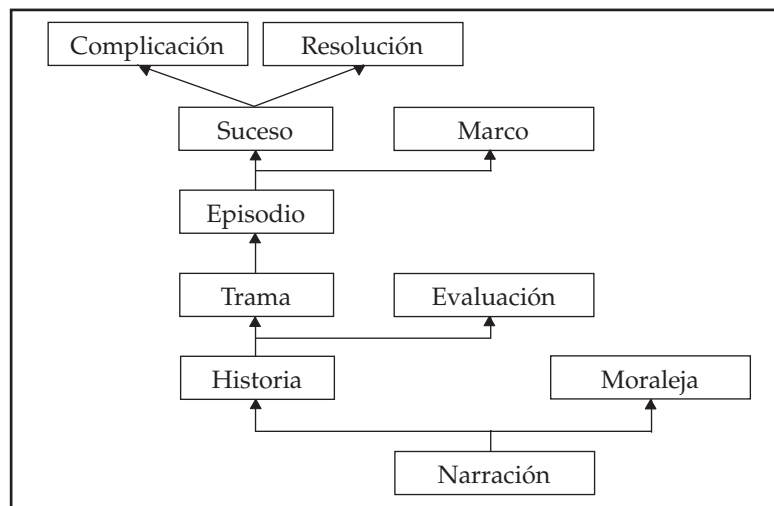 Complicación
Resolución
Suceso
Marco
Episodio
Trama
Evaluación
Historia
Moraleja
Narración